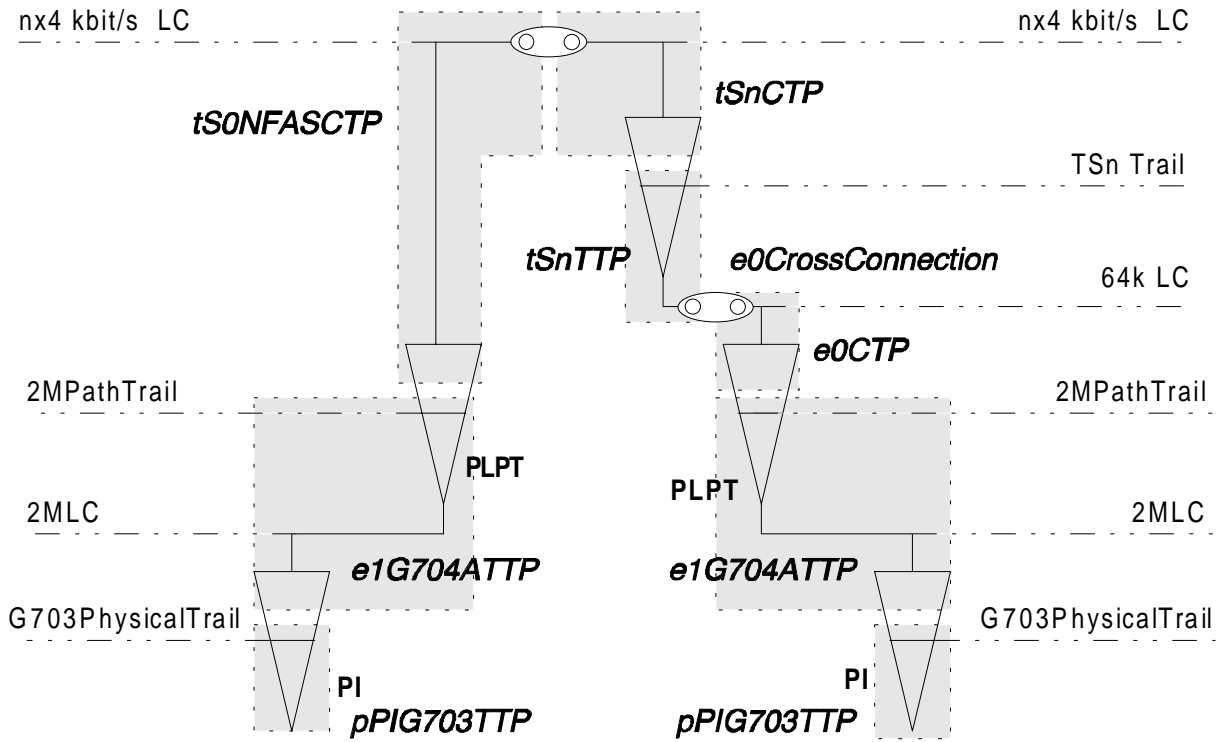 nx4 kbit/s LC
nx4 kbit/s LC
tSnCTP
tS0NFASCTP
TSn Trail
tSnTTP
e0CrossConnection
64k LC
e0CTP
2MPathTrail
2MPathTrail
PLPT
PLPT
2MLC
2MLC
e1G704ATTP
e1G704ATTP
G703PhysicalTrail
G703PhysicalTrail
PI
PI
pPIG703TTP
pPIG703TTP